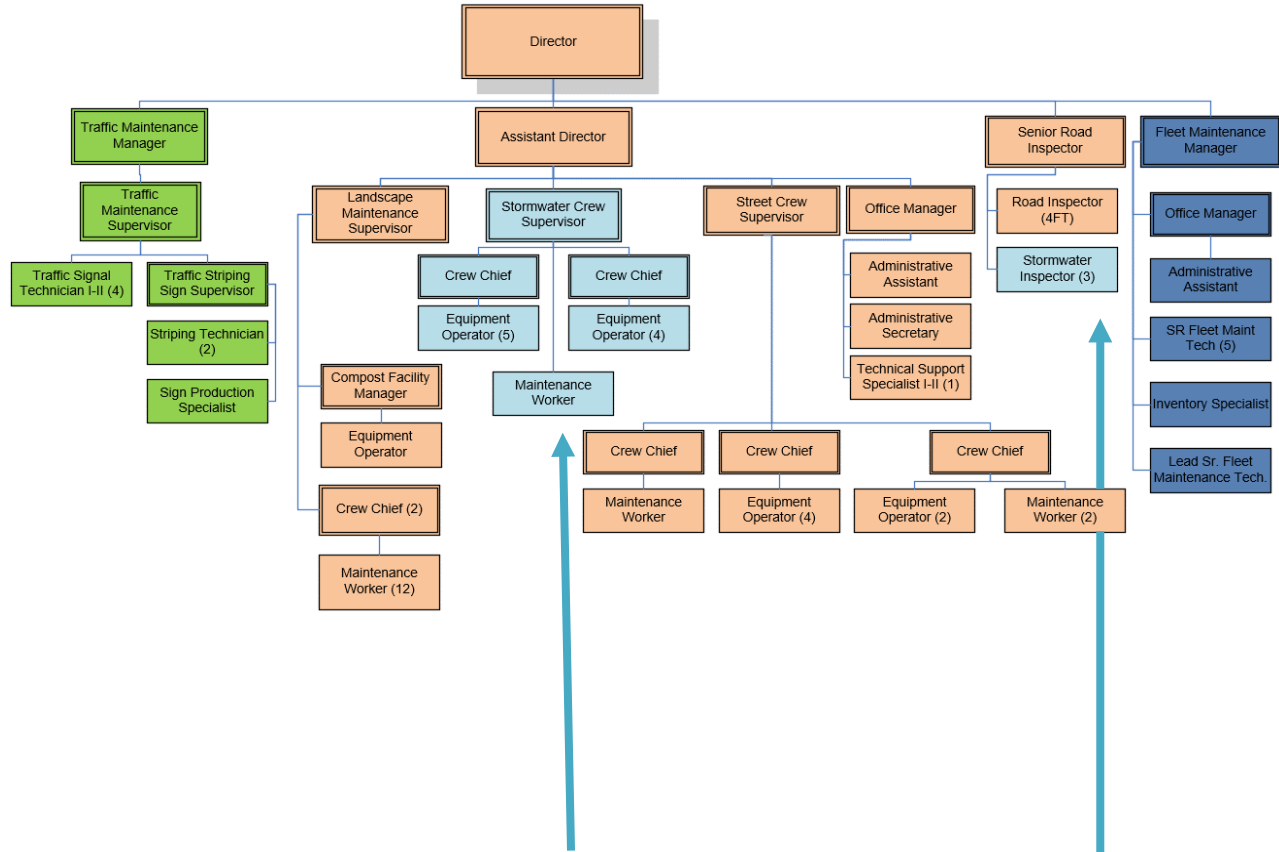 Director
Traffic Maintenance
Manager
Assistant Director
Senior Road
Inspector
Fleet Maintenance
Manager
Traffic
Maintenance
Supervisor
Landscape
Maintenance
Supervisor
Stormwater Crew
Supervisor
Street Crew
Supervisor
Office Manager
Road Inspector
(4FT)
Office Manager
Traffic Signal
Technician I-II (4)
Traffic Striping
Sign Supervisor
Crew Chief
Crew Chief
Administrative
Assistant
Stormwater
Inspector (3)
Administrative
Assistant
Striping Technician
(2)
Equipment
Operator (5)
Equipment
Operator (4)
Administrative
Secretary
SR Fleet Maint
Tech (5)
Sign Production
Specialist
Compost Facility
Manager
Maintenance
Worker
Technical Support
Specialist I-II (1)
Inventory Specialist
Equipment
Operator
Crew Chief
Crew Chief
Crew Chief
Lead Sr. Fleet
Maintenance Tech.
Crew Chief (2)
Maintenance
Worker
Equipment
Operator (4)
Equipment
Operator (2)
Maintenance
Worker (2)
Maintenance
Worker (12)